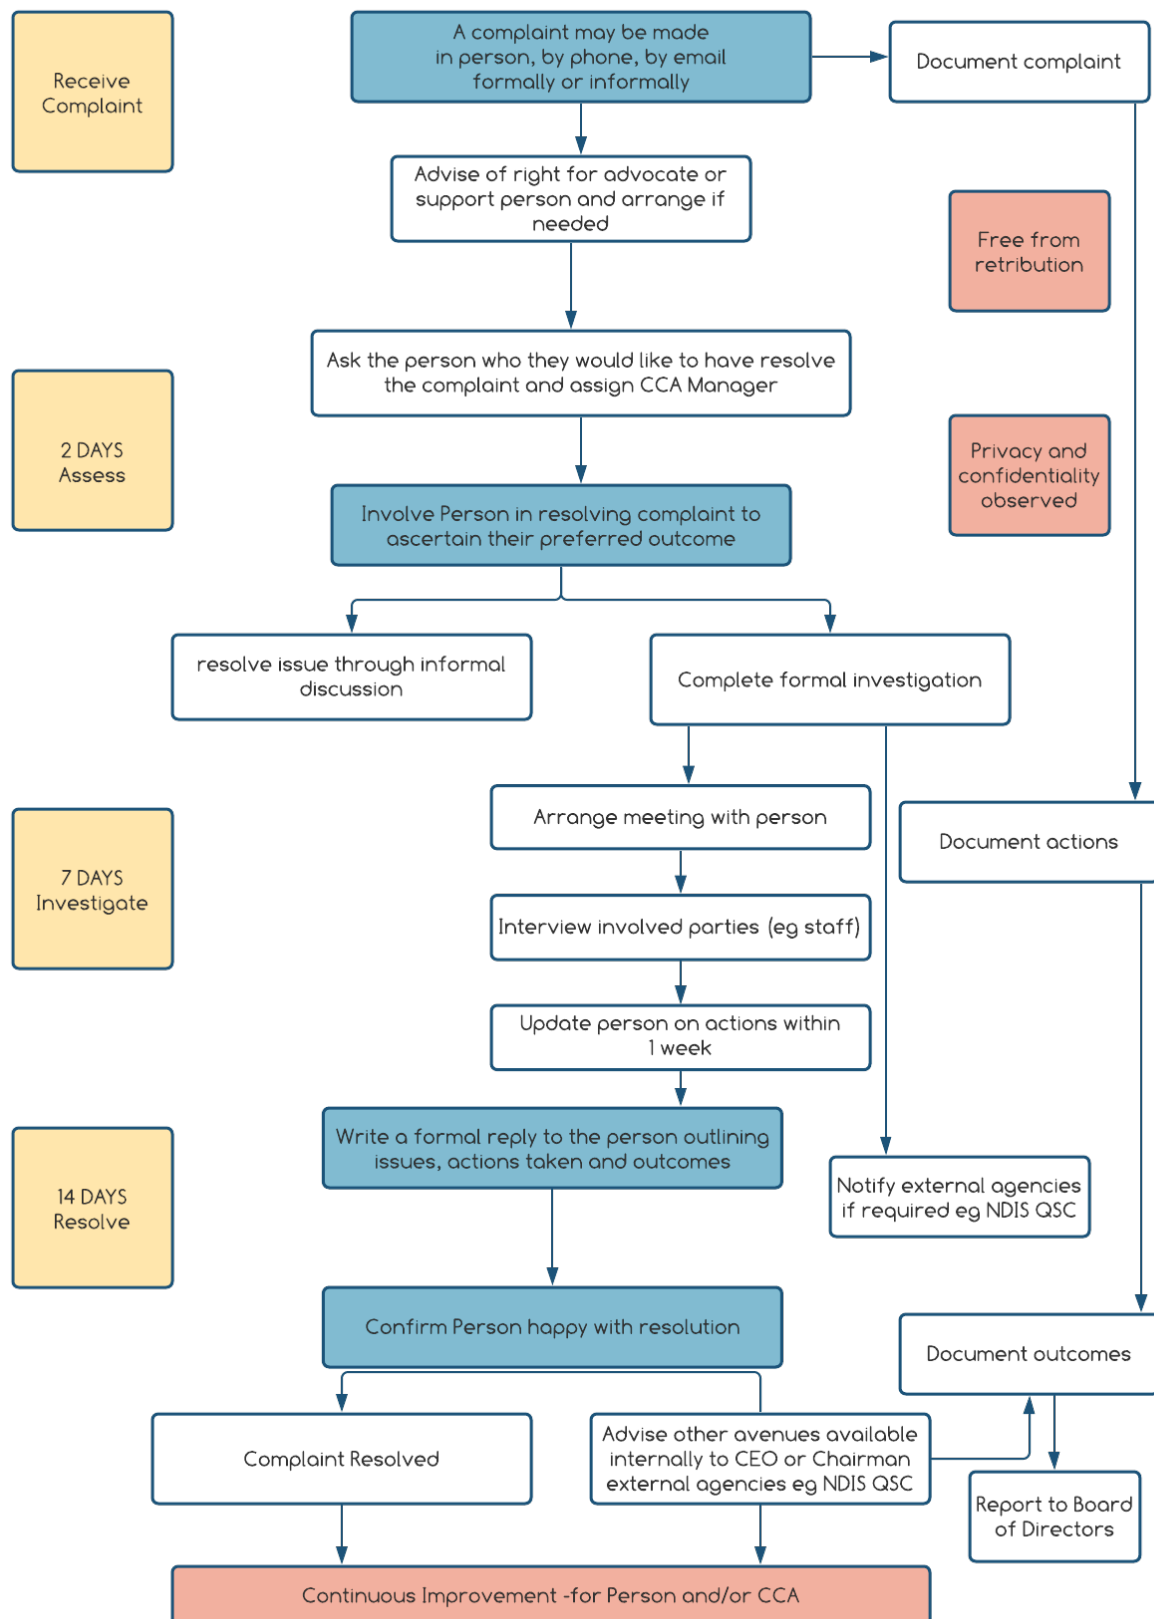 Receive
Complaint
A complaint may be made
in person, by phone, by email
formally or informally
Document complaint
Advise of right for advocate or
support person and arrange if
needed
Free from
retribution
Ask the person who they would like to have resolve
the complaint and assign CCA Manager
2 DAYS
Assess
Privacy and
confidentiality
observed
Involve Person in resolving complaint to
ascertain their preferred outcome
resolve issue through informal
discussion
Complete formal investigation
Arrange meeting with person
Document actions
7 DAYS
Investigate
Interview involved parties (eg staff)
Update person on actions within
1 week
Write a formal reply to the person outlining
issues, actions taken and outcomes
14 DAYS
Resolve
Notify external agencies
if required eg NDIS QSC
Confirm Person happy with resolution
Document outcomes
Complaint Resolved
Advise other avenues available
internally to CEO or Chairman
external agencies eg NDIS QSC
Report to Board
of Directors
Continuous Improvement -for Person and/or CCA